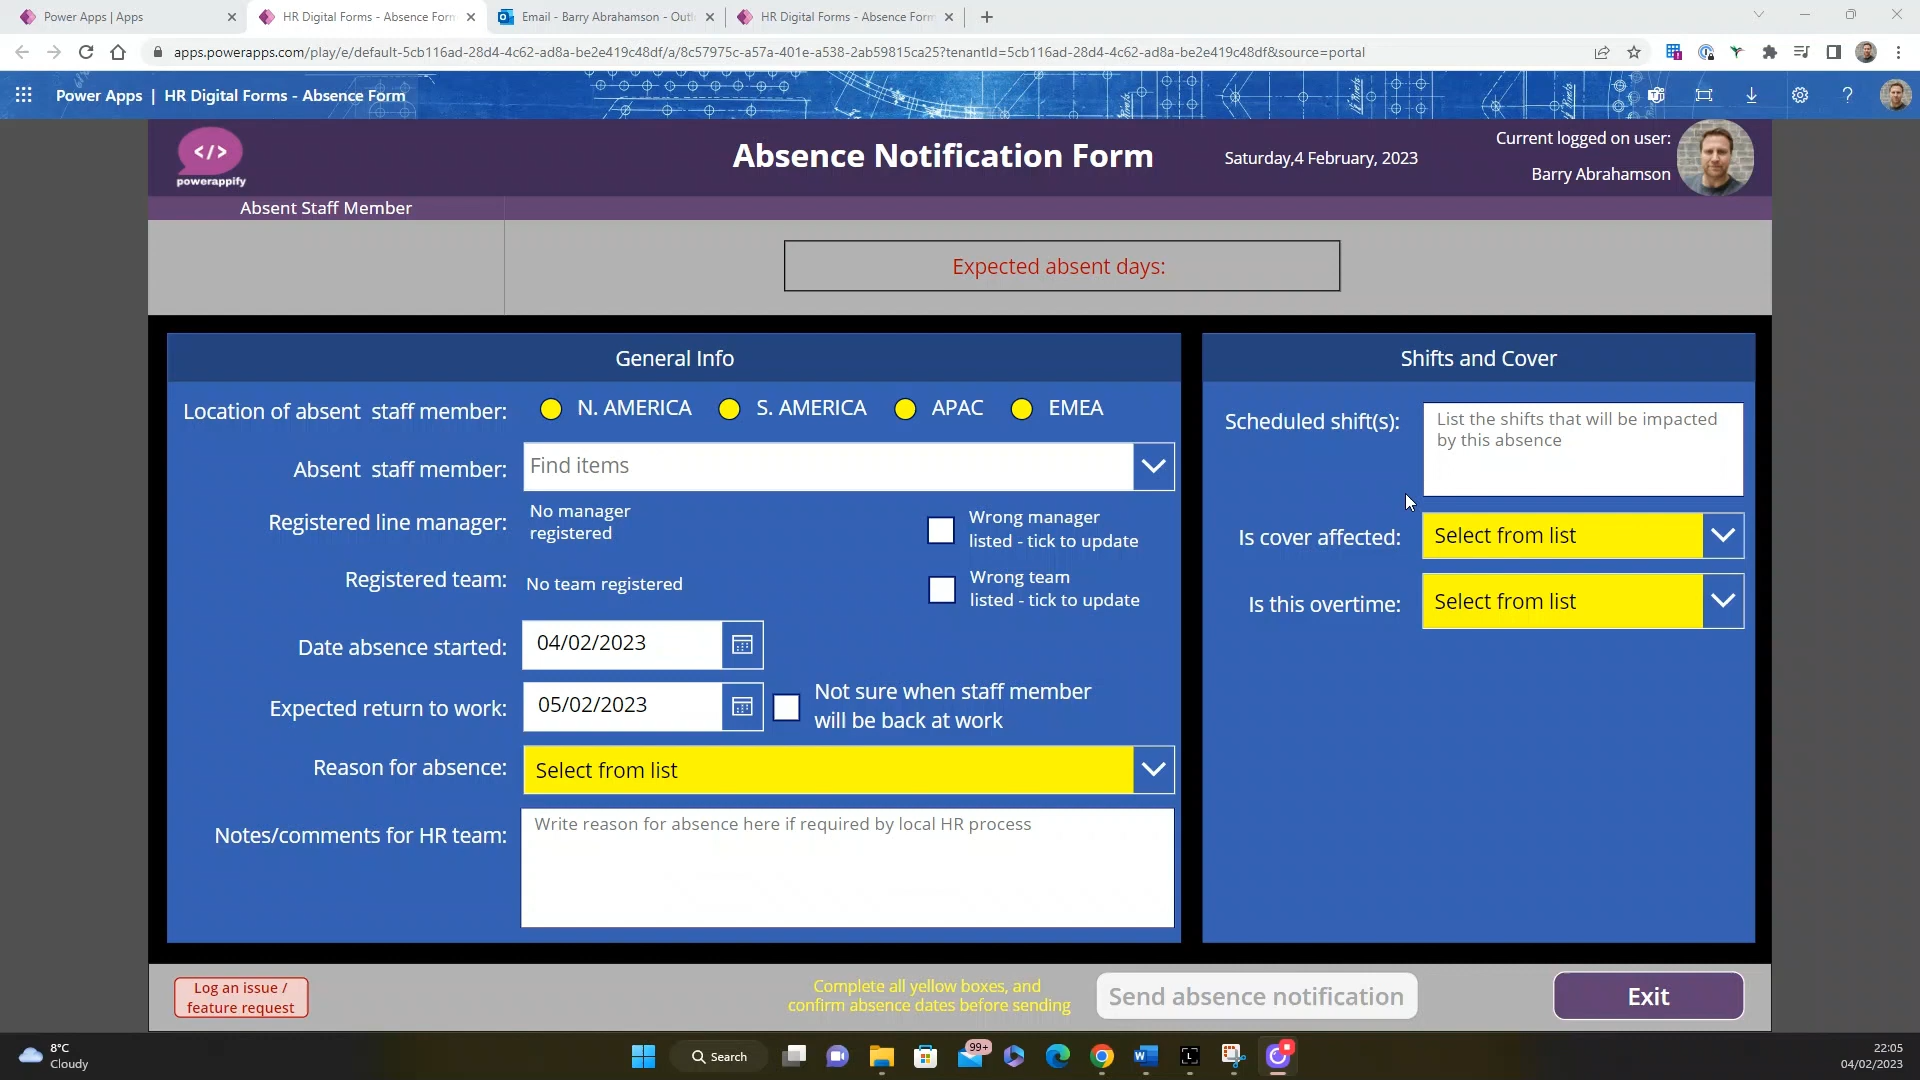 Power Apps | Apps
HR Digital Forms - Absence Form
Email - Barry Abrahamson - Outl
HR Digital Forms - Absence Form
apps.powerapps.com/play/e/default-5cb116ad-28d4-4c62-ad8a-be2e419c48df/a/8c57975c-a57a-401e-a538-2ab59815ca25?tenantId=5cb116ad-28d4-4c62-ad8a-be2e419c48df&source=portal
Power Apps | HR Digital Forms - Absence Form
</>
powerappify
Absence Notification Form
Saturday,4 February, 2023
Current logged on user:
Barry Abrahamson
Absent Staff Member
Expected absent days:
General Info
Location of absent staff member:
N. AMERICA
S. AMERICA
APAC
EMEA
Absent staff member:
Find items
Registered line manager:
No manager
registered
Wrong manager
listed - tick to update
Registered team:
No team registered
Wrong team
listed - tick to update
Date absence started:
04/02/2023
Expected return to work:
05/02/2023
Not sure when staff member
will be back at work
Reason for absence:
Select from list
Notes/comments for HR team:
Write reason for absence here if required by local HR process
Shifts and Cover
Scheduled shift(s):
List the shifts that will be impacted
by this absence
Is cover affected:
Select from list
Is this overtime:
Select from list
Log an issue /
feature request
Complete all yellow boxes, and
confirm absence dates before sending
Send absence notification
Exit
8°C
Cloudy
Search
99+
22:05
04/02/2023